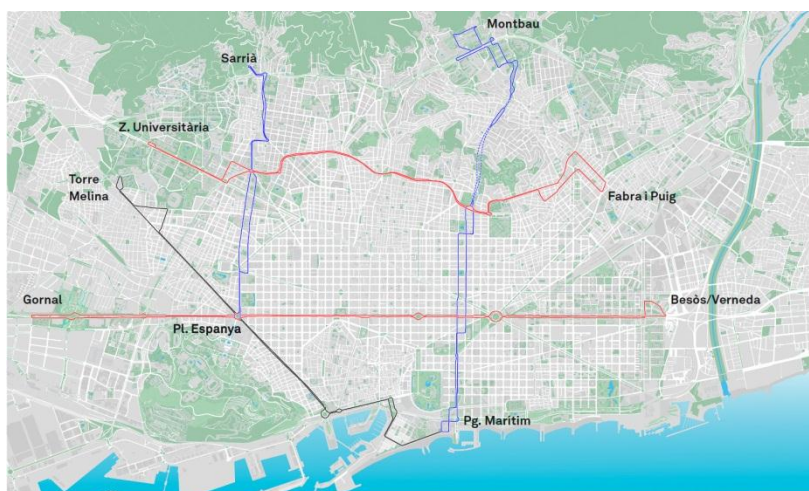 Montbau
Sarrià
Z. Universitària
Torre
Melina
Fabra i Puig
Gornal
Besòs/Verneda
Pl. Espanya
Pg. Marítim